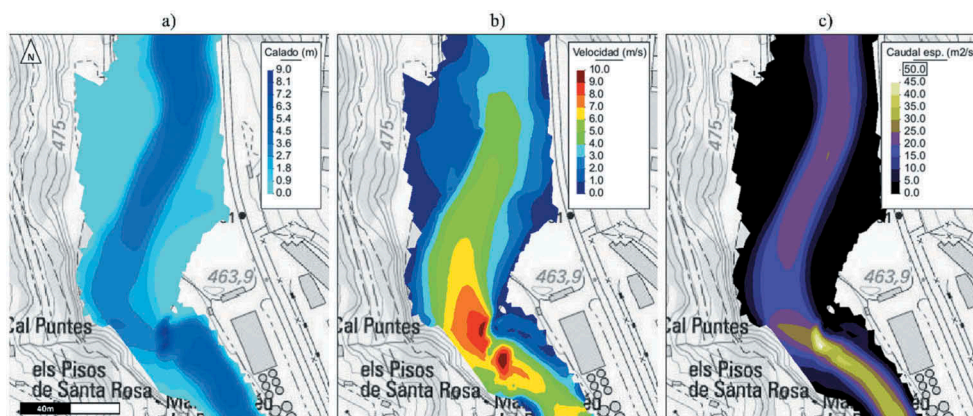 a)
N
Calado (m)
9.0
8.1
7.2
6.3
5.4
4.5
3.6
2.7
1.8
0.9
0.0
475
463,9
Cal Puntes
els Pisos
de Santa Rosa
40m
b)
Velocidad (m/s)
10.0
9.0
8.0
7.0
6.0
5.0
4.0
3.0
2.0
1.0
0.0
475
463,9
Cal Puntes
els Pisos
de Santa Rosa
c)
Caudal esp. (m2/s
50.0
45.0
40.0
35.0
30.0
25.0
20.0
15.0
10.0
5.0
0.0
475
463,9
Cal Puntes
els Pisos
de Santa Rosa